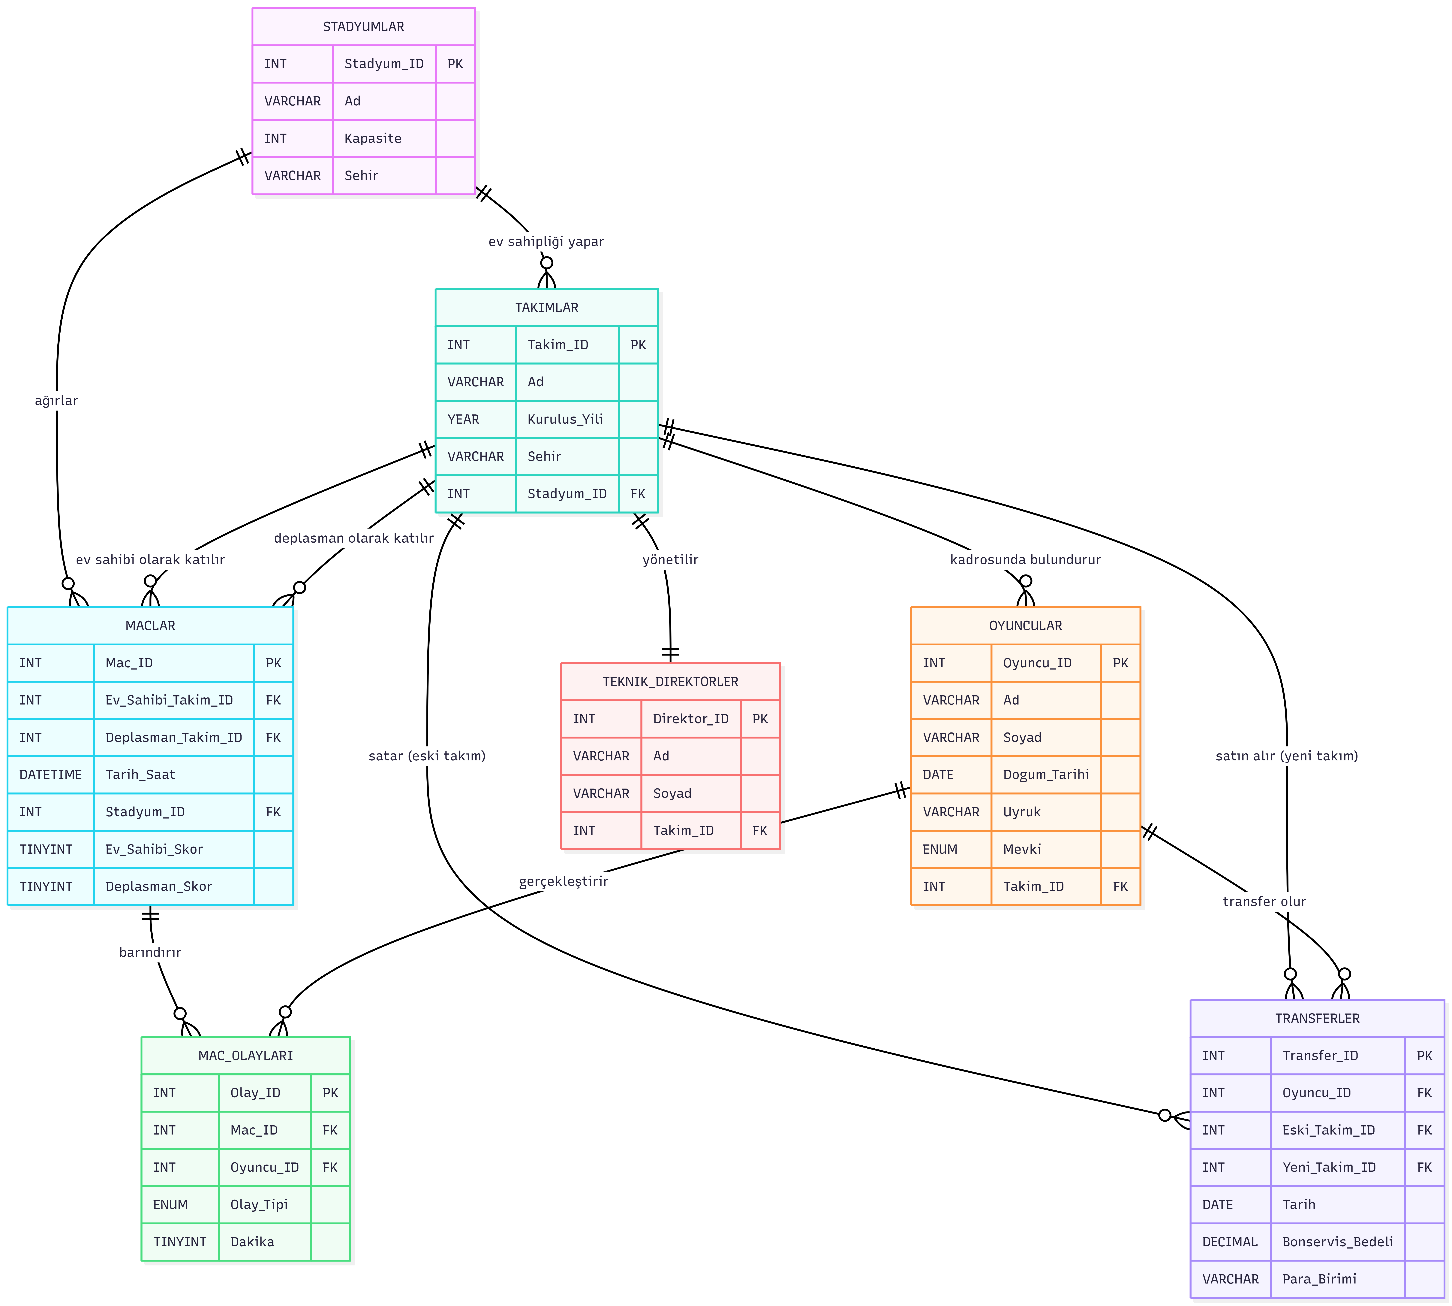 STADYUMLAR
INT Stadyum_ID PK
VARCHAR Ad
INT Kapasite
VARCHAR Sehir
ev sahipliği yapar
ağırlar
TAKIMLAR
INT Takim_ID PK
VARCHAR Ad
YEAR Kurulus_Yili
VARCHAR Sehir
INT Stadyum_ID FK
ev sahibi olarak katılır
deplasman olarak katılır
yönetilir
kadrosunda bulundurur
satar (eski takım)
satın alır (yeni takım)
MACLAR
INT Mac_ID PK
INT Ev_Sahibi_Takim_ID FK
INT Deplasman_Takim_ID FK
DATETIME Tarih_Saat
INT Stadyum_ID FK
TINYINT Ev_Sahibi_Skor
TINYINT Deplasman_Skor
TEKNIK_DIREKTORLER
INT Direktor_ID PK
VARCHAR Ad
VARCHAR Soyad
INT Takim_ID FK
OYUNCULAR
INT Oyuncu_ID PK
VARCHAR Ad
VARCHAR Soyad
DATE Dogum_Tarihi
VARCHAR Uyruk
ENUM Mevki
INT Takim_ID FK
gerçekleştirir
transfer olur
barındırır
MAC_OLAYLARI
INT Olay_ID PK
INT Mac_ID FK
INT Oyuncu_ID FK
ENUM Olay_Tipi
TINYINT Dakika
TRANSFERLER
INT Transfer_ID PK
INT Oyuncu_ID FK
INT Eski_Takim_ID FK
INT Yeni_Takim_ID FK
DATE Tarih
DECIMAL Bonservis_Bedeli
VARCHAR Para_Birimi